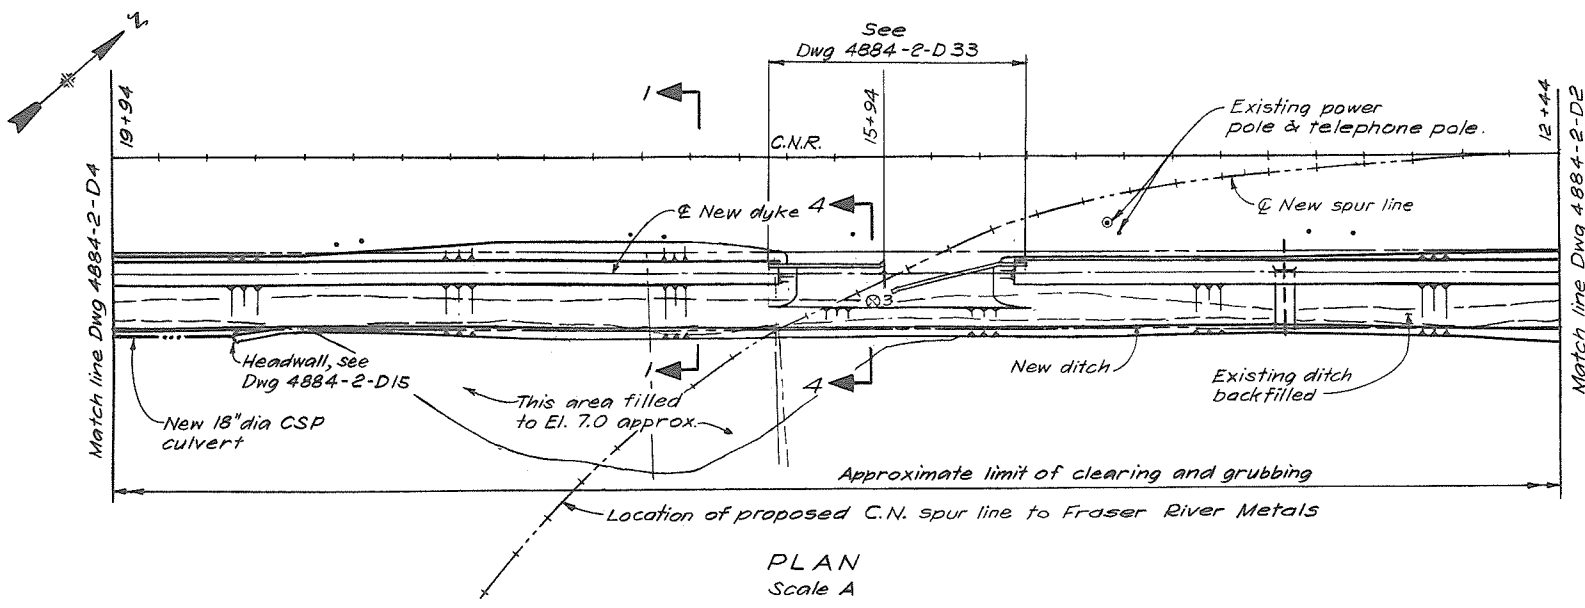 N
See
Dwg 4884-2-D33
19+94
1
15+94
12+44
C.N.R.
Existing power
pole & telephone pole.
Match line Dwg 4884-2-D4
Match line Dwg 4884-2-D2
℄ New dyke
4
℄ New spur line
3
Headwall, see
Dwg 4884-2-D15
1
4
New ditch
Existing ditch
backfilled
New 18" dia CSP
culvert
This area filled
to El. 7.0 approx.
Approximate limit of clearing and grubbing
Location of proposed C.N. spur line to Fraser River Metals
PLAN
Scale A